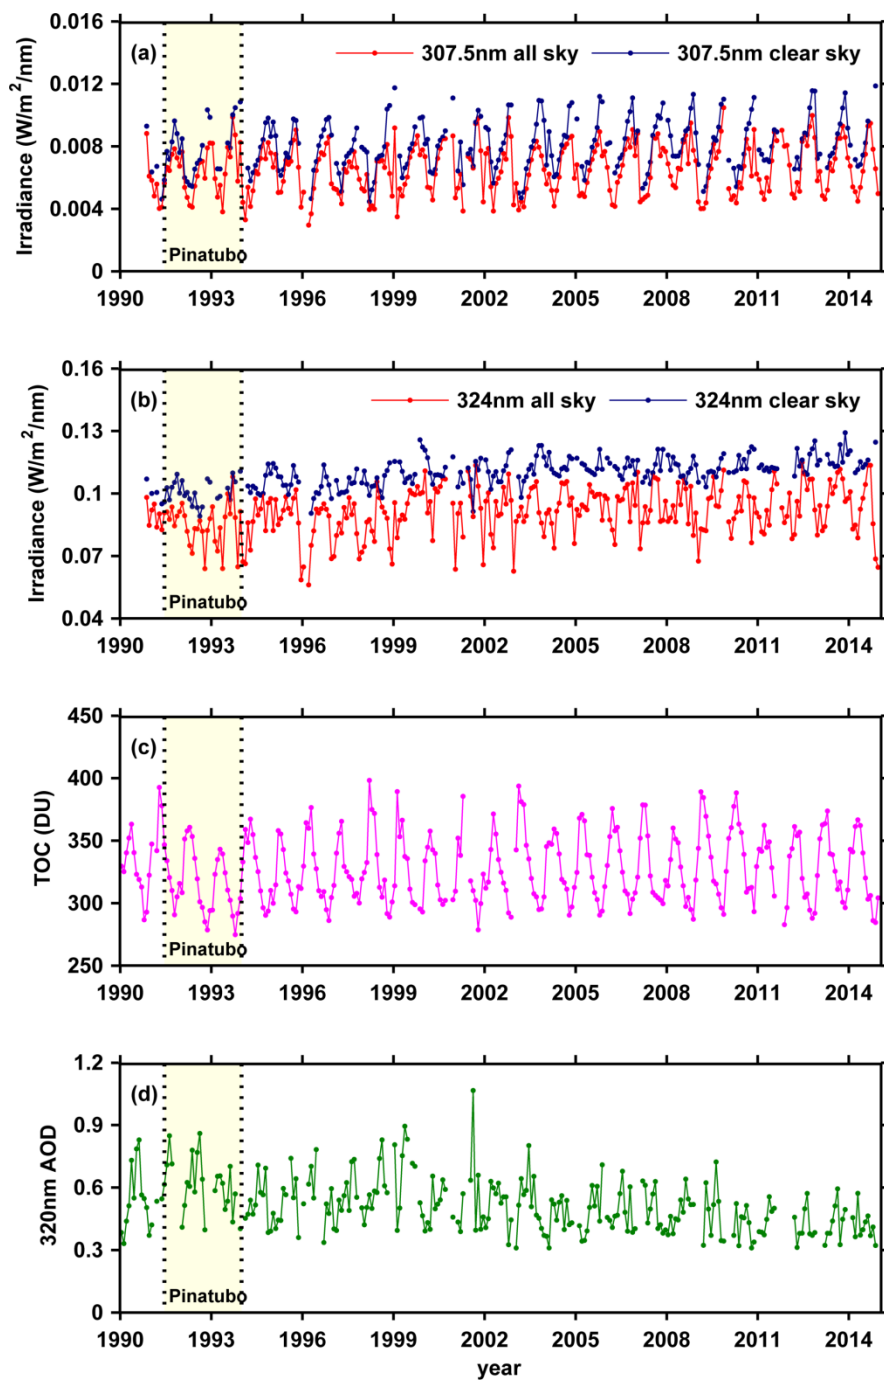 0.016
(a)
307.5nm all sky
307.5nm clear sky
0.012
0.008
0.004
0
Irradiance (W/m²/nm)
Pinatubo
1990 1993 1996 1999 2002 2005 2008 2011 2014
0.16
(b)
324nm all sky
324nm clear sky
0.13
0.1
0.07
0.04
Irradiance (W/m²/nm)
Pinatubo
1990 1993 1996 1999 2002 2005 2008 2011 2014
450
(c)
400
350
300
250
TOC (DU)
Pinatubo
1990 1993 1996 1999 2002 2005 2008 2011 2014
1.2
(d)
0.9
0.6
0.3
0
320nm AOD
Pinatubo
1990 1993 1996 1999 2002 2005 2008 2011 2014
year